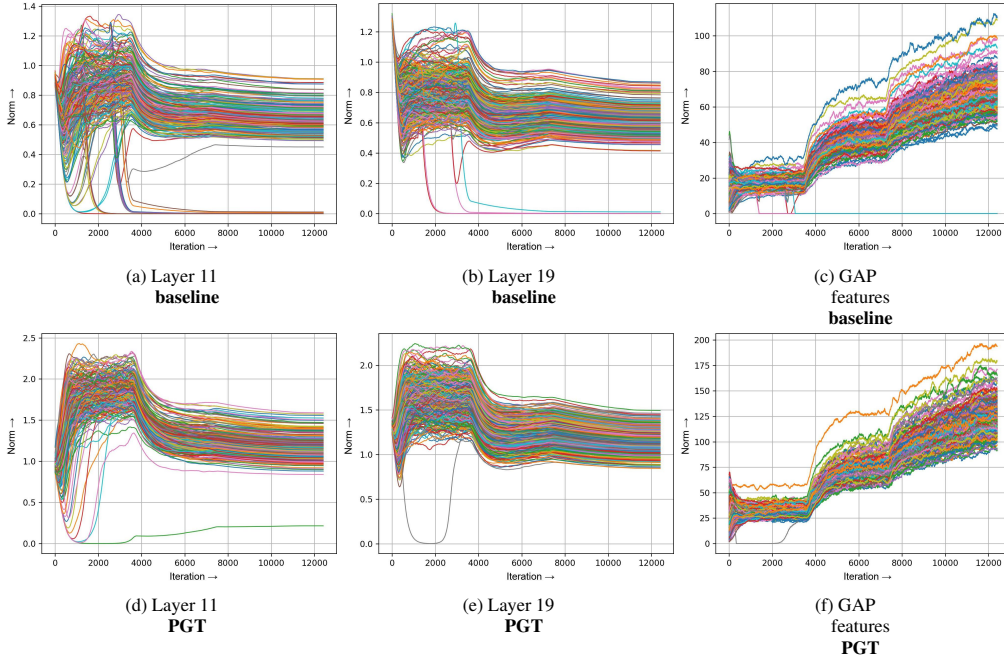 1.4
1.2
1.0
0.8
0.6
0.4
0.2
0.0
Norm →
0 2000 4000 6000 8000 10000 12000
Iteration →
(a) Layer 11
baseline
1.2
1.0
0.8
0.6
0.4
0.2
0.0
Norm →
0 2000 4000 6000 8000 10000 12000
Iteration →
(b) Layer 19
baseline
100
80
60
40
20
0
Norm →
0 2000 4000 6000 8000 10000 12000
Iteration →
(c) GAP
features
baseline
2.5
2.0
1.5
1.0
0.5
0.0
Norm →
0 2000 4000 6000 8000 10000 12000
Iteration →
(d) Layer 11
PGT
2.0
1.5
1.0
0.5
0.0
Norm →
0 2000 4000 6000 8000 10000 12000
Iteration →
(e) Layer 19
PGT
200
175
150
125
100
75
50
25
0
Norm →
0 2000 4000 6000 8000 10000 12000
Iteration →
(f) GAP
features
PGT